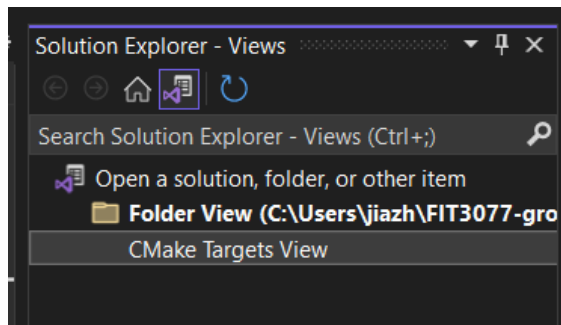 Solution Explorer - Views
Search Solution Explorer - Views (Ctrl+;)
Open a solution, folder, or other item
Folder View (C:\Users\jiazh\FIT3077-gro
CMake Targets View